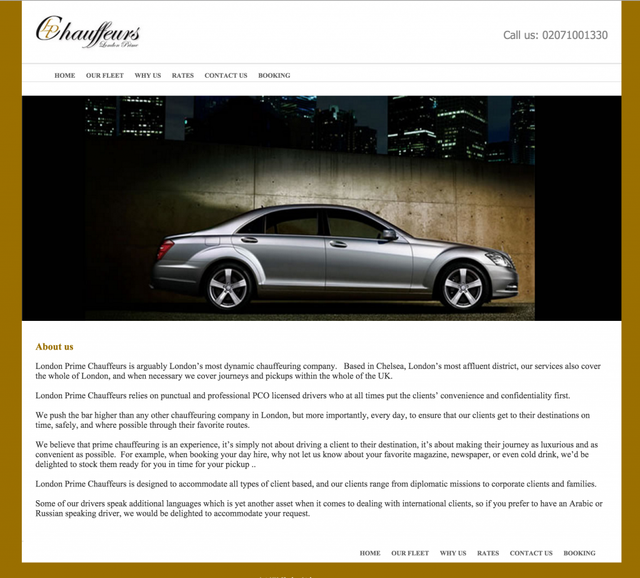 Chauffeurs
London Prime
Call us: 02071001330
HOME OUR FLEET WHY US RATES CONTACT US BOOKING
About us
London Prime Chauffeurs is arguably London's most dynamic chauffeuring company. Based in Chelsea, London's most affluent district, our services also cover
the whole of London, and when necessary we cover journeys and pickups within the whole of the UK.
London Prime Chauffeurs relies on punctual and professional PCO licensed drivers who at all times put the clients' convenience and confidentiality first.
We push the bar higher than any other chauffeuring company in London, but more importantly, every day, to ensure that our clients get to their destinations on
time, safely, and where possible through their favorite routes.
We believe that prime chauffeuring is an experience, it's simply not about driving a client to their destination, it's about making their journey as luxurious and as
convenient as possible. For example, when booking your day hire, why not let us know about your favorite magazine, newspaper, or even cold drink, we'd be
delighted to stock them ready for you in time for your pickup ..
London Prime Chauffeurs is designed to accommodate all types of client based, and our clients range from diplomatic missions to corporate clients and families.
Some of our drivers speak additional languages which is yet another asset when it comes to dealing with international clients, so if you prefer to have an Arabic or
Russian speaking driver, we would be delighted to accommodate your request.
HOME OUR FLEET WHY US RATES CONTACT US BOOKING